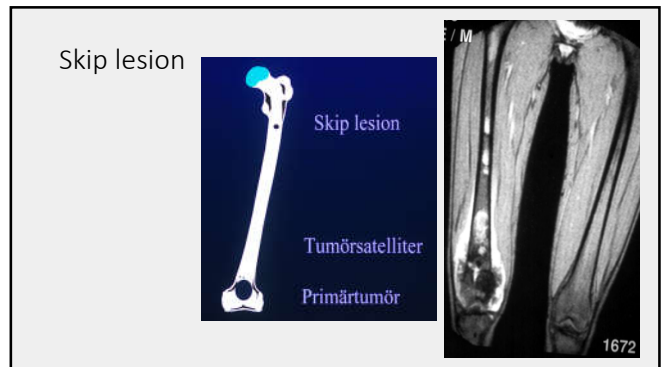 Skip lesion
Skip lesion
Tumörsatelliter
Primärtumör
/ M
1672